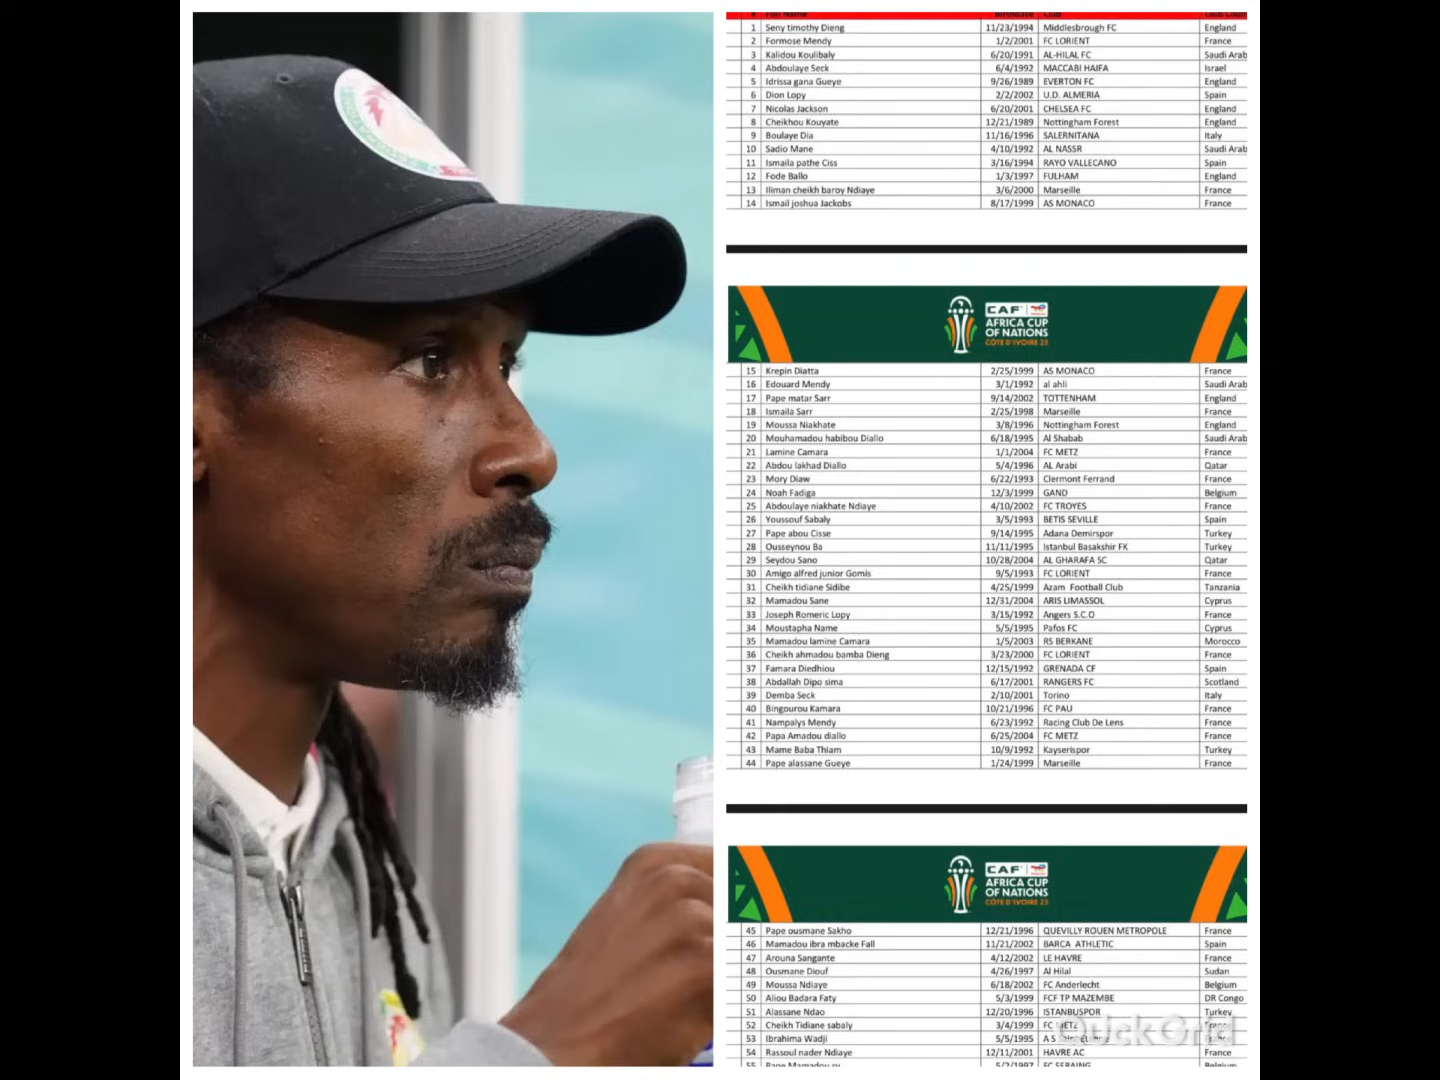 # Full Name Birthdate Club Club Coun
1 Seny timothy Dieng 11/23/1994 Middlesbrough FC England
2 Formose Mendy 1/2/2001 FC LORIENT France
3 Kalidou Koulibaly 6/20/1991 AL-HILAL FC Saudi Arab
4 Abdoulaye Seck 6/4/1992 MACCABI HAIFA Israel
5 Idrissa gana Gueye 9/26/1989 EVERTON FC England
6 Dion Lopy 2/2/2002 U.D. ALMERIA Spain
7 Nicolas Jackson 6/20/2001 CHELSEA FC England
8 Cheikhou Kouyate 12/21/1989 Nottingham Forest England
9 Boulaye Dia 11/16/1996 SALERNITANA Italy
10 Sadio Mane 4/10/1992 AL NASSR Saudi Arab
11 Ismaila pathe Ciss 3/16/1994 RAYO VALLECANO Spain
12 Fode Ballo 1/3/1997 FULHAM England
13 Iliman cheikh baroy Ndiaye 3/6/2000 Marseille France
14 Ismail joshua Jackobs 8/17/1999 AS MONACO France
CAF
AFRICA CUP
OF NATIONS
CÔTE D'IVOIRE 23
15 Krepin Diatta 2/25/1999 AS MONACO France
16 Edouard Mendy 3/1/1992 al ahli Saudi Arab
17 Pape matar Sarr 9/14/2002 TOTTENHAM England
18 Ismaila Sarr 2/25/1998 Marseille France
19 Moussa Niakhate 3/8/1996 Nottingham Forest England
20 Mouhamadou habibou Diallo 6/18/1995 Al Shabab Saudi Arab
21 Lamine Camara 1/1/2004 FC METZ France
22 Abdou lakhad Diallo 5/4/1996 AL Arabi Qatar
23 Mory Diaw 6/22/1993 Clermont Ferrand France
24 Noah Fadiga 12/3/1999 GAND Belgium
25 Abdoulaye niakhate Ndiaye 4/10/2002 FC TROYES France
26 Youssouf Sabaly 3/5/1993 BETIS SEVILLE Spain
27 Pape abou Cisse 9/14/1995 Adana Demirspor Turkey
28 Ousseynou Ba 11/11/1995 Istanbul Basakshir FK Turkey
29 Seydou Sano 10/28/2004 AL GHARAFA SC Qatar
30 Amigo alfred junior Gomis 9/5/1993 FC LORIENT France
31 Cheikh tidiane Sidibe 4/25/1999 Azam Football Club Tanzania
32 Mamadou Sane 12/31/2004 ARIS LIMASSOL Cyprus
33 Joseph Romeric Lopy 3/15/1992 Angers S.C.O France
34 Moustapha Name 5/5/1995 Pafos FC Cyprus
35 Mamadou lamine Camara 1/5/2003 RS BERKANE Morocco
36 Cheikh ahmadou bamba Dieng 3/23/2000 FC LORIENT France
37 Famara Diedhiou 12/15/1992 GRENADA CF Spain
38 Abdallah Dipo sima 6/17/2001 RANGERS FC Scotland
39 Demba Seck 2/10/2001 Torino Italy
40 Bingourou Kamara 10/21/1996 FC PAU France
41 Nampalys Mendy 6/23/1992 Racing Club De Lens France
42 Papa Amadou diallo 6/25/2004 FC METZ France
43 Mame Baba Thiam 10/9/1992 Kayserispor Turkey
44 Pape alassane Gueye 1/24/1999 Marseille France
CAF
AFRICA CUP
OF NATIONS
CÔTE D'IVOIRE 23
45 Pape ousmane Sakho 12/21/1996 QUEVILLY ROUEN METROPOLE France
46 Mamadou ibra mbacke Fall 11/21/2002 BARCA ATHLETIC Spain
47 Arouna Sangante 4/12/2002 LE HAVRE France
48 Ousmane Diouf 4/26/1997 Al Hilal Sudan
49 Moussa Ndiaye 6/18/2002 FC Anderlecht Belgium
50 Aliou Badara Faty 5/3/1999 FCF TP MAZEMBE DR Congo
51 Alassane Ndao 12/20/1996 ISTANBUSPOR Turkey
52 Cheikh Tidiane sabaly 3/4/1999 FC METZ France
53 Ibrahima Wadji 5/5/1995 A S
54 Rassoul nader Ndiaye 12/11/2001 HAVRE AC France
55 Pape Mamadou 5/2/1997 FC SERAING Belgium
QuickGrid